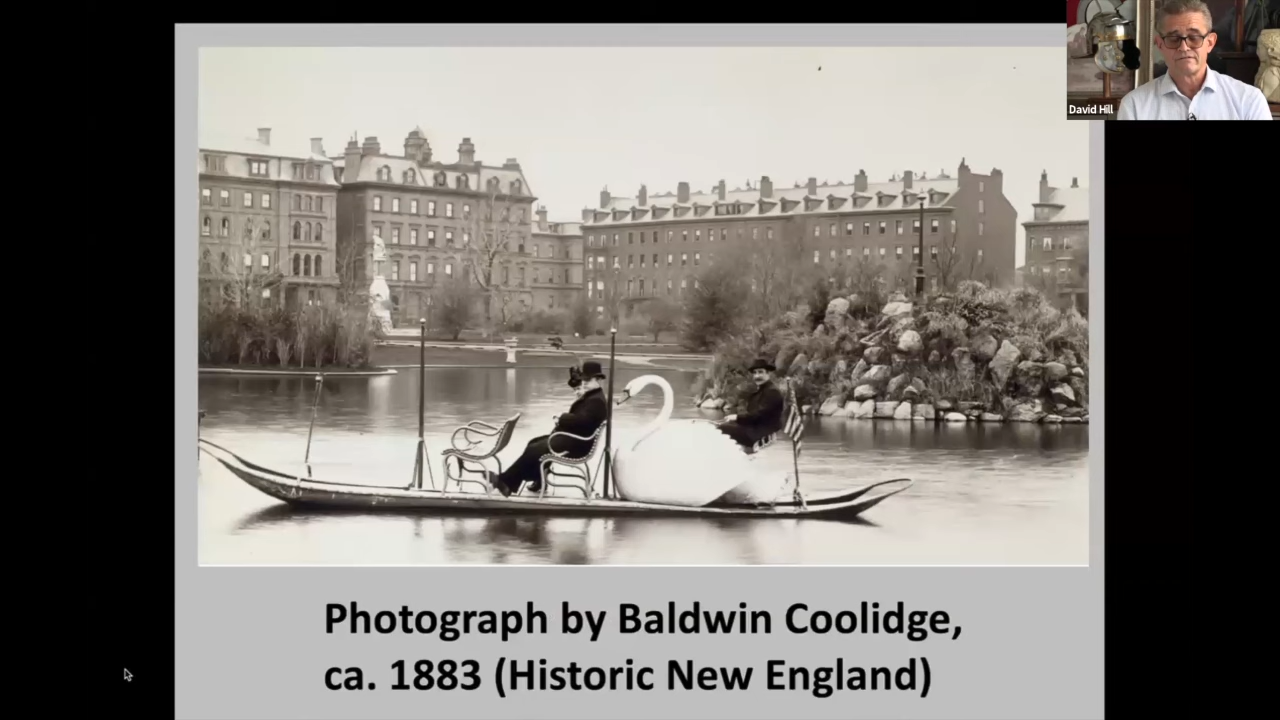 David Hill
Photograph by Baldwin Coolidge,
ca. 1883 (Historic New England)